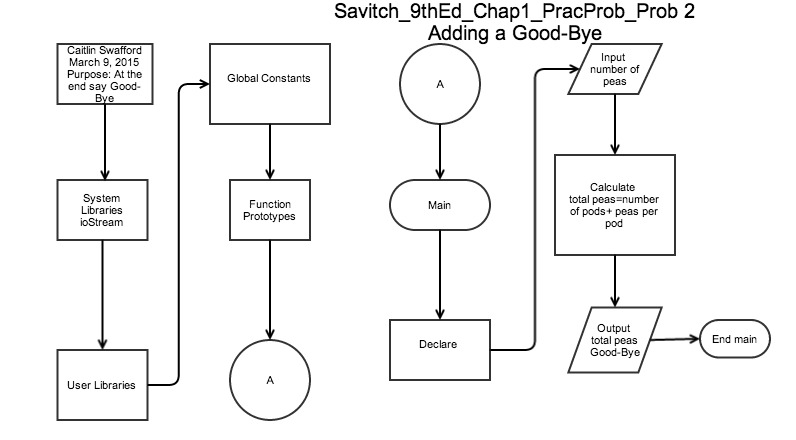 Savitch_9thEd_Chap1_PracProb_Prob 2
Adding a Good-Bye
Caitlin Swafford
March 9, 2015
Purpose: At the
end say Good-
Bye
System
Libraries
ioStream
User Libraries
Global Constants
Function
Prototypes
A
A
Main
Declare
Input
number of
peas
Calculate
total peas=number
of pods+ peas per
pod
Output
total peas
Good-Bye
End main